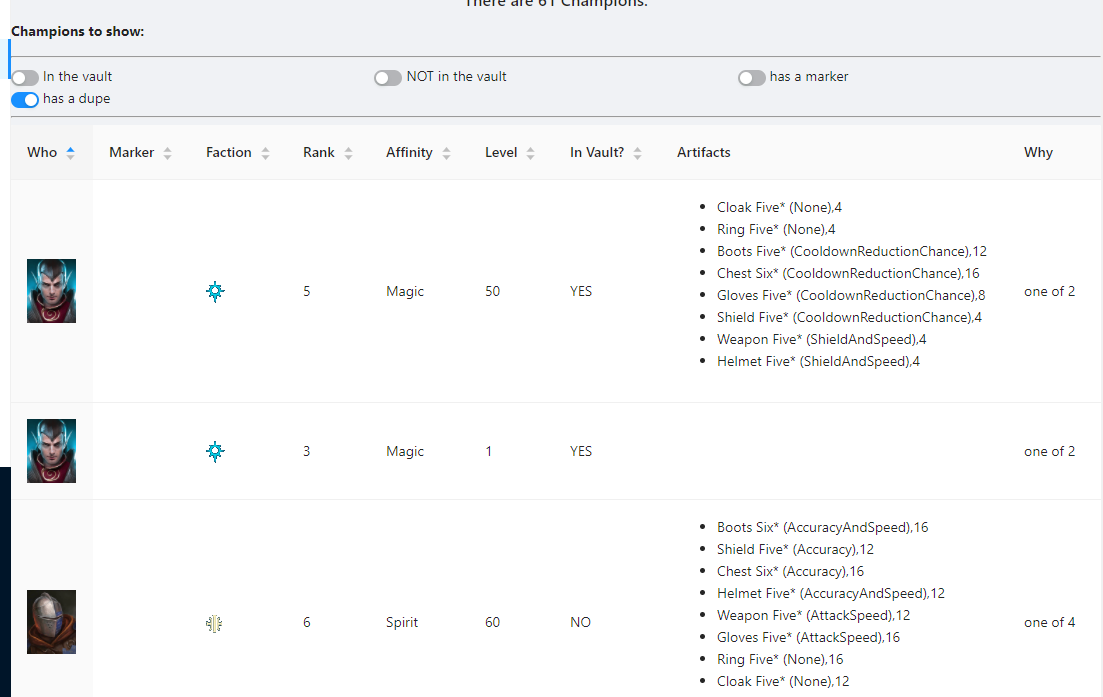 There are 61 Champions.
Champions to show:
In the vault
NOT in the vault
has a marker
has a dupe
Who Marker Faction Rank Affinity Level In Vault? Artifacts Why
Cloak Five* (None),4
Ring Five* (None),4
Boots Five* (CooldownReductionChance),12
Chest Six* (CooldownReductionChance),16
5 Magic 50 YES one of 2
Gloves Five* (CooldownReductionChance),8
Shield Five* (CooldownReductionChance),4
Weapon Five* (ShieldAndSpeed),4
Helmet Five* (ShieldAndSpeed),4
3 Magic 1 YES one of 2
Boots Six* (AccuracyAndSpeed),16
Shield Five* (Accuracy),12
Chest Six* (Accuracy),16
Helmet Five* (AccuracyAndSpeed),12
Weapon Five* (AttackSpeed),12
6 Spirit 60 NO one of 4
Gloves Five* (AttackSpeed),16
Ring Five* (None),16
Cloak Five* (None),12